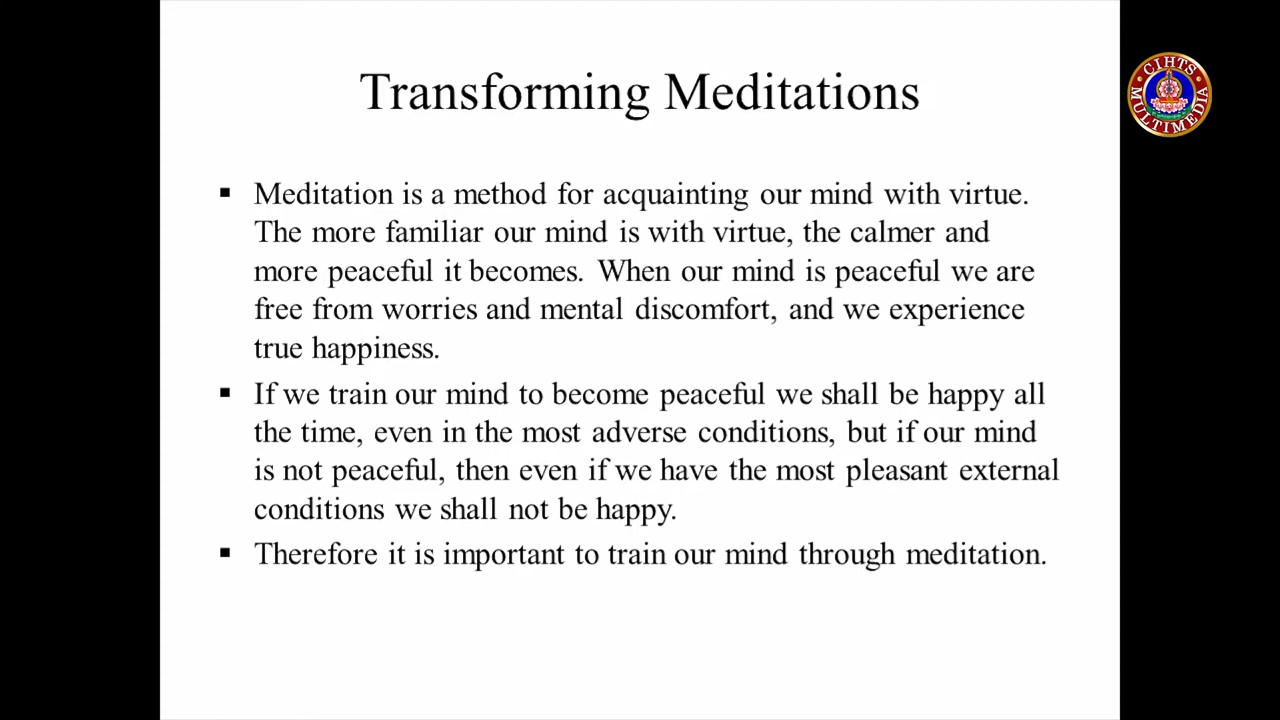 Transforming Meditations
CIHTS
MULTIMEDIA
▪ Meditation is a method for acquainting our mind with virtue.
The more familiar our mind is with virtue, the calmer and
more peaceful it becomes. When our mind is peaceful we are
free from worries and mental discomfort, and we experience
true happiness.
▪ If we train our mind to become peaceful we shall be happy all
the time, even in the most adverse conditions, but if our mind
is not peaceful, then even if we have the most pleasant external
conditions we shall not be happy.
▪ Therefore it is important to train our mind through meditation.